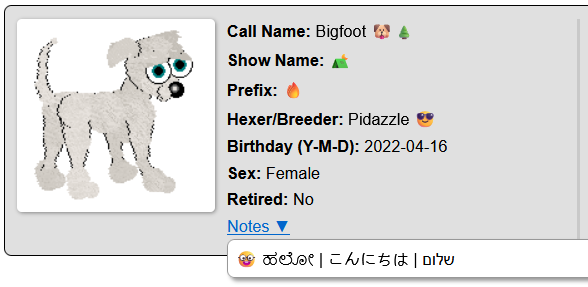 Call Name: Bigfoot 🐶 🌲
Show Name: 🏕️
Prefix: 🔥
Hexer/Breeder: Pidazzle 😎
Birthday (Y-M-D): 2022-04-16
Sex: Female
Retired: No
Notes ▼
🤓 ಹಲೋ | こんにちは | שלום